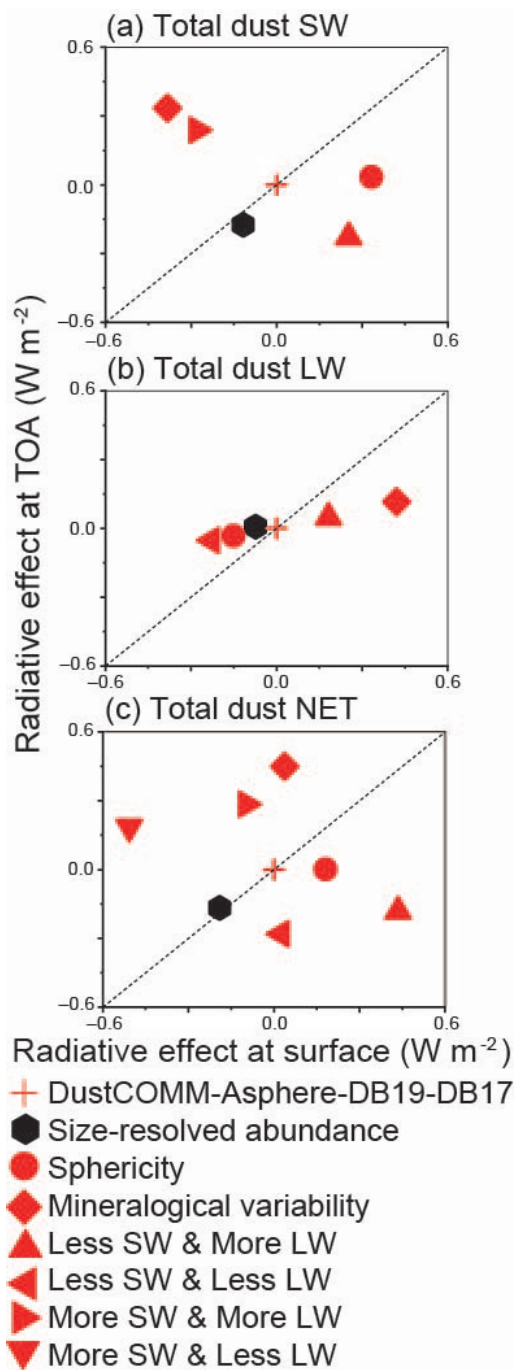 (a) Total dust SW
0.6
0.0
–0.6
–0.6 0.0 0.6
(b) Total dust LW
0.6
0.0
–0.6
–0.6 0.0 0.6
(c) Total dust NET
0.6
0.0
–0.6
–0.6 0.0 0.6
Radiative effect at TOA (W m⁻²)
Radiative effect at surface (W m⁻²)
DustCOMM-Asphere-DB19-DB17
Size-resolved abundance
Sphericity
Mineralogical variability
Less SW & More LW
Less SW & Less LW
More SW & More LW
More SW & Less LW